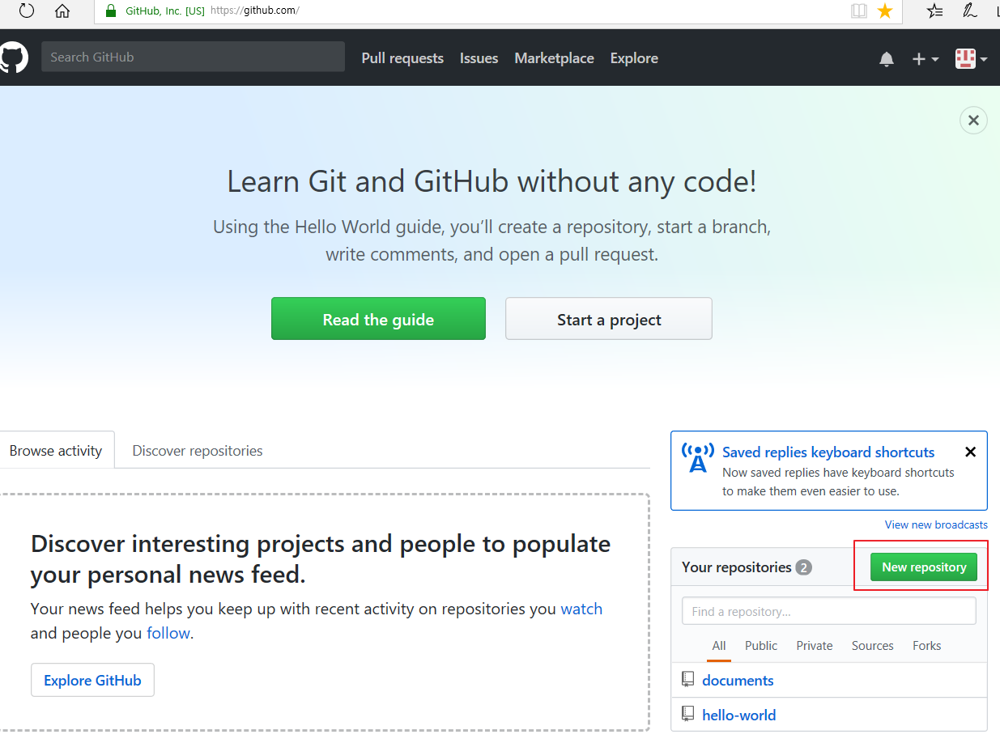 GitHub, Inc. [US] https://github.com/
Search GitHub
Pull requests Issues Marketplace Explore
Learn Git and GitHub without any code!
Using the Hello World guide, you’ll create a repository, start a branch,
write comments, and open a pull request.
Read the guide Start a project
Browse activity Discover repositories
Saved replies keyboard shortcuts
Now saved replies have keyboard shortcuts
to make them even easier to use.
View new broadcasts
Discover interesting projects and people to populate
your personal news feed.
Your news feed helps you keep up with recent activity on repositories you watch
and people you follow.
Explore GitHub
Your repositories 2 New repository
Find a repository...
All Public Private Sources Forks
documents
hello-world